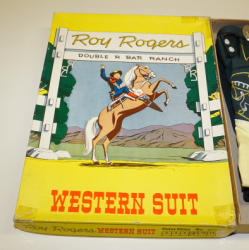 Roy Rogers
DOUBLE R BAR RANCH
WESTERN SUIT
Roy Rogers WESTERN SUIT